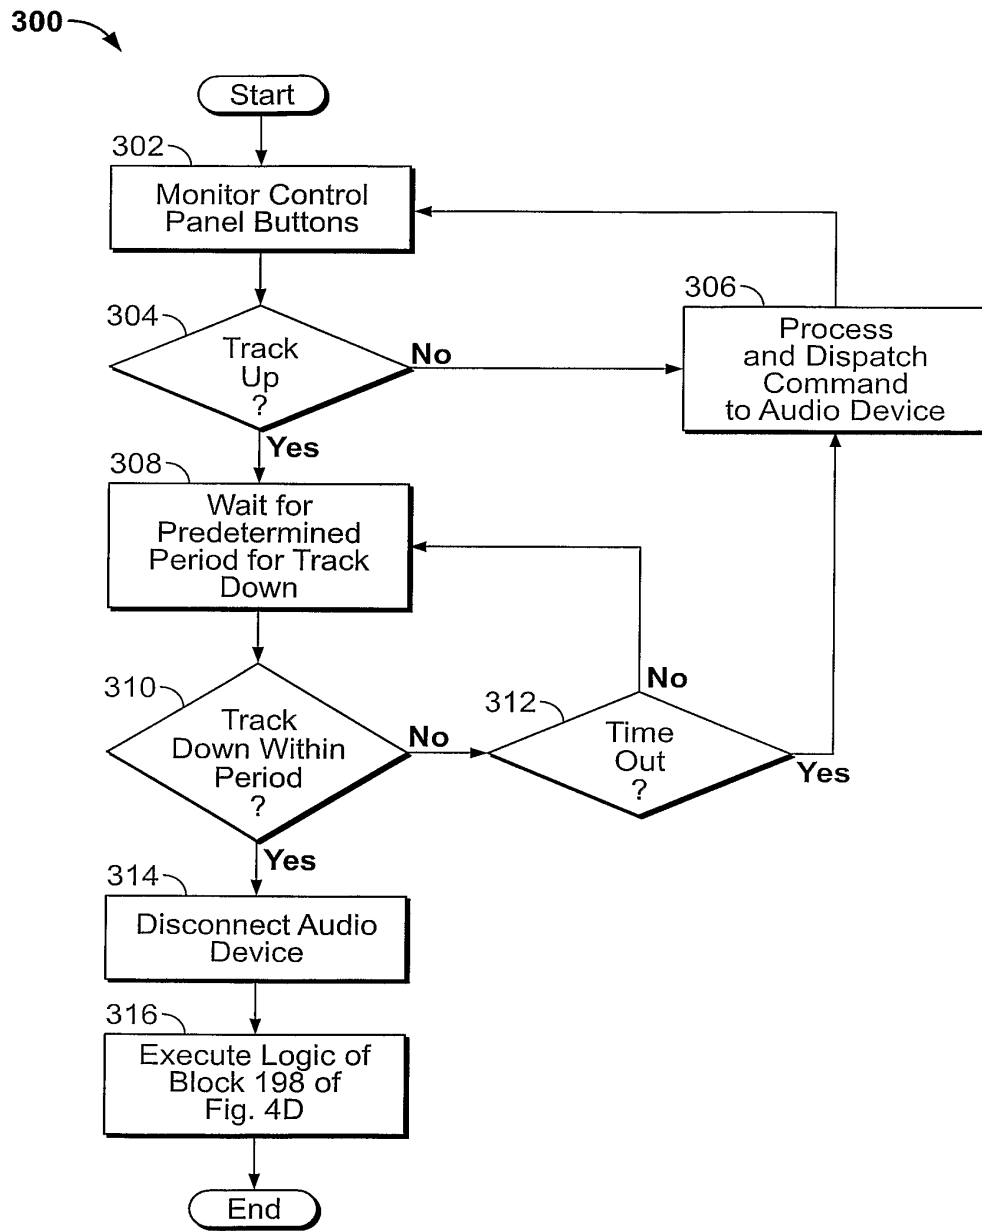 300
Start
302
Monitor Control
Panel Buttons
304
Track
Up
?
No
306
Process
and Dispatch
Command
to Audio Device
Yes
308
Wait for
Predetermined
Period for Track
Down
310
Track
Down Within
Period
?
No
312
Time
Out
?
No
Yes
Yes
314
Disconnect Audio
Device
316
Execute Logic of
Block 198 of
Fig. 4D
End